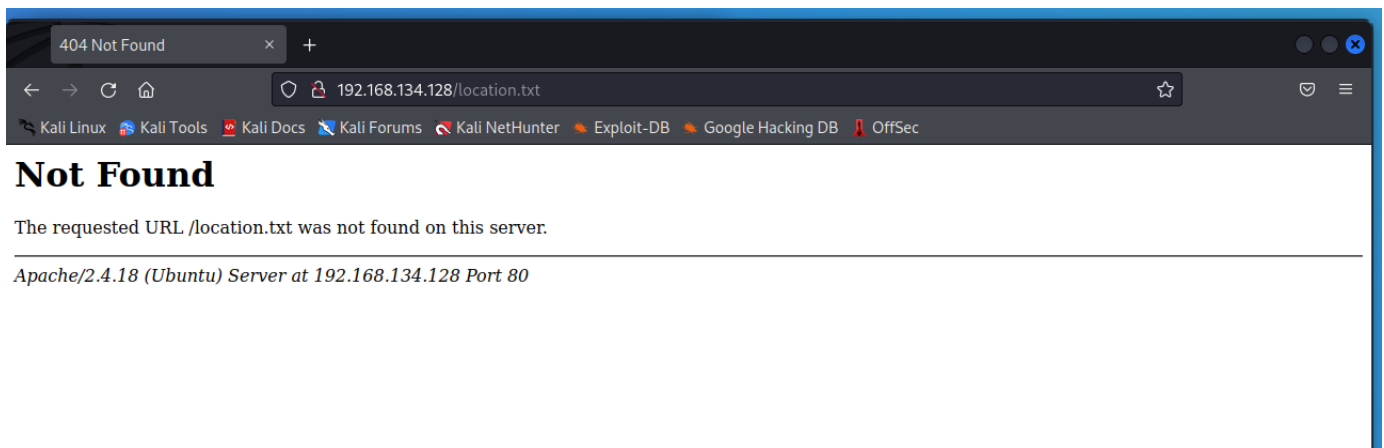 404 Not Found
192.168.134.128/location.txt
Kali Linux Kali Tools Kali Docs Kali Forums Kali NetHunter Exploit-DB Google Hacking DB OffSec
Not Found
The requested URL /location.txt was not found on this server.
Apache/2.4.18 (Ubuntu) Server at 192.168.134.128 Port 80